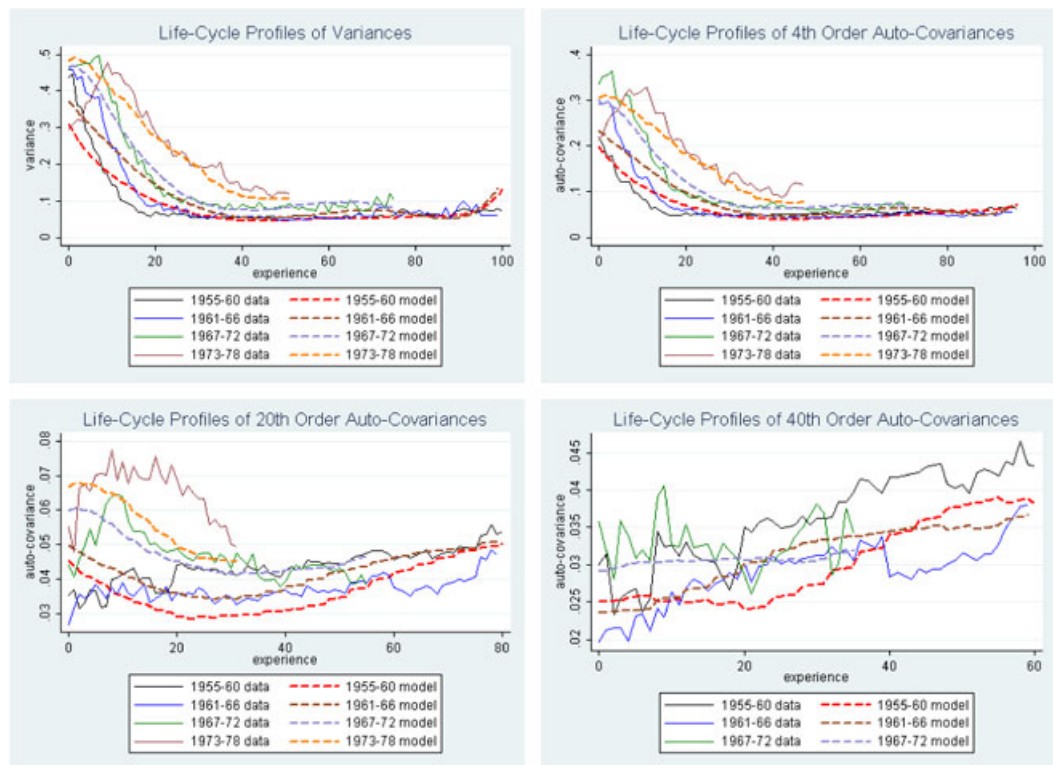 Life-Cycle Profiles of Variances
variance
.5
.4
.3
.2
.1
0
0 20 40 60 80 100
experience
1955-60 data 1955-60 model
1961-66 data 1961-66 model
1967-72 data 1967-72 model
1973-78 data 1973-78 model
Life-Cycle Profiles of 4th Order Auto-Covariances
auto-covariance
.4
.3
.2
.1
0
0 20 40 60 80 100
experience
1955-60 data 1955-60 model
1961-66 data 1961-66 model
1967-72 data 1967-72 model
1973-78 data 1973-78 model
Life-Cycle Profiles of 20th Order Auto-Covariances
auto-covariance
.08
.07
.06
.05
.04
.03
0 20 40 60 80
experience
1955-60 data 1955-60 model
1961-66 data 1961-66 model
1967-72 data 1967-72 model
1973-78 data 1973-78 model
Life-Cycle Profiles of 40th Order Auto-Covariances
auto-covariance
.045
.04
.035
.03
.025
.02
0 20 40 60
experience
1955-60 data 1955-60 model
1961-66 data 1961-66 model
1967-72 data 1967-72 model